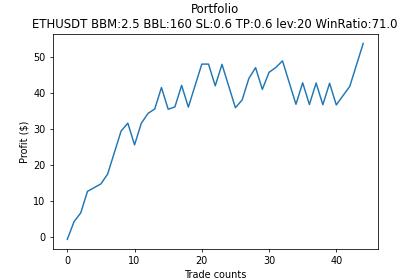 Portfolio
ETHUSDT BBM:2.5 BBL:160 SL:0.6 TP:0.6 lev:20 WinRatio:71.0
50
40
30
20
10
0
Profit ($)
0 10 20 30 40
Trade counts